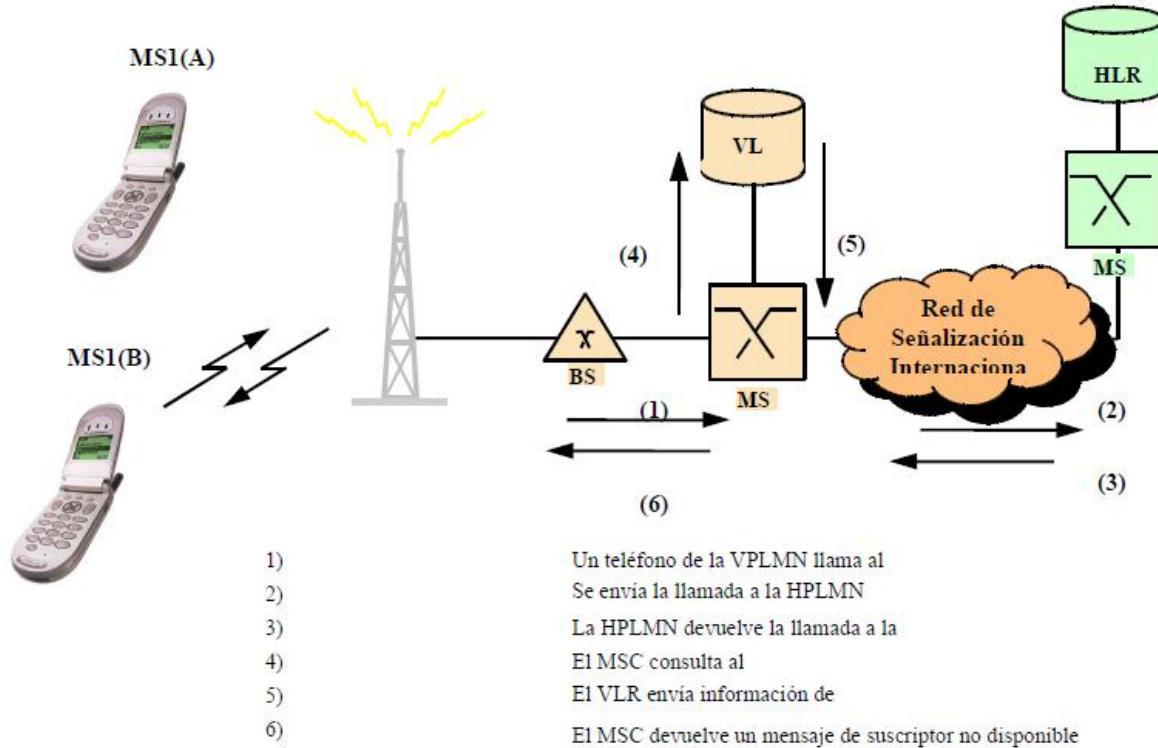 MS1(A)
HLR
VL
(4)
(5)
MS
Red de
Señalización
Internaciona
MS1(B)
BS
MS
(1)
(2)
(3)
(6)
1) Un teléfono de la VPLMN llama al
2) Se envía la llamada a la HPLMN
3) La HPLMN devuelve la llamada a la
4) El MSC consulta al
5) El VLR envía información de
6) El MSC devuelve un mensaje de suscriptor no disponible